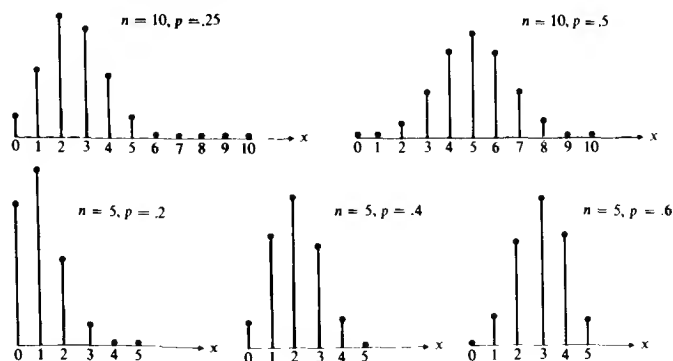 n = 10, p = .25
0 1 2 3 4 5 6 7 8 9 10 x
n = 10, p = .5
0 1 2 3 4 5 6 7 8 9 10 x
n = 5, p = .2
0 1 2 3 4 5 x
n = 5, p = .4
0 1 2 3 4 5 x
n = 5, p = .6
0 1 2 3 4 5 x